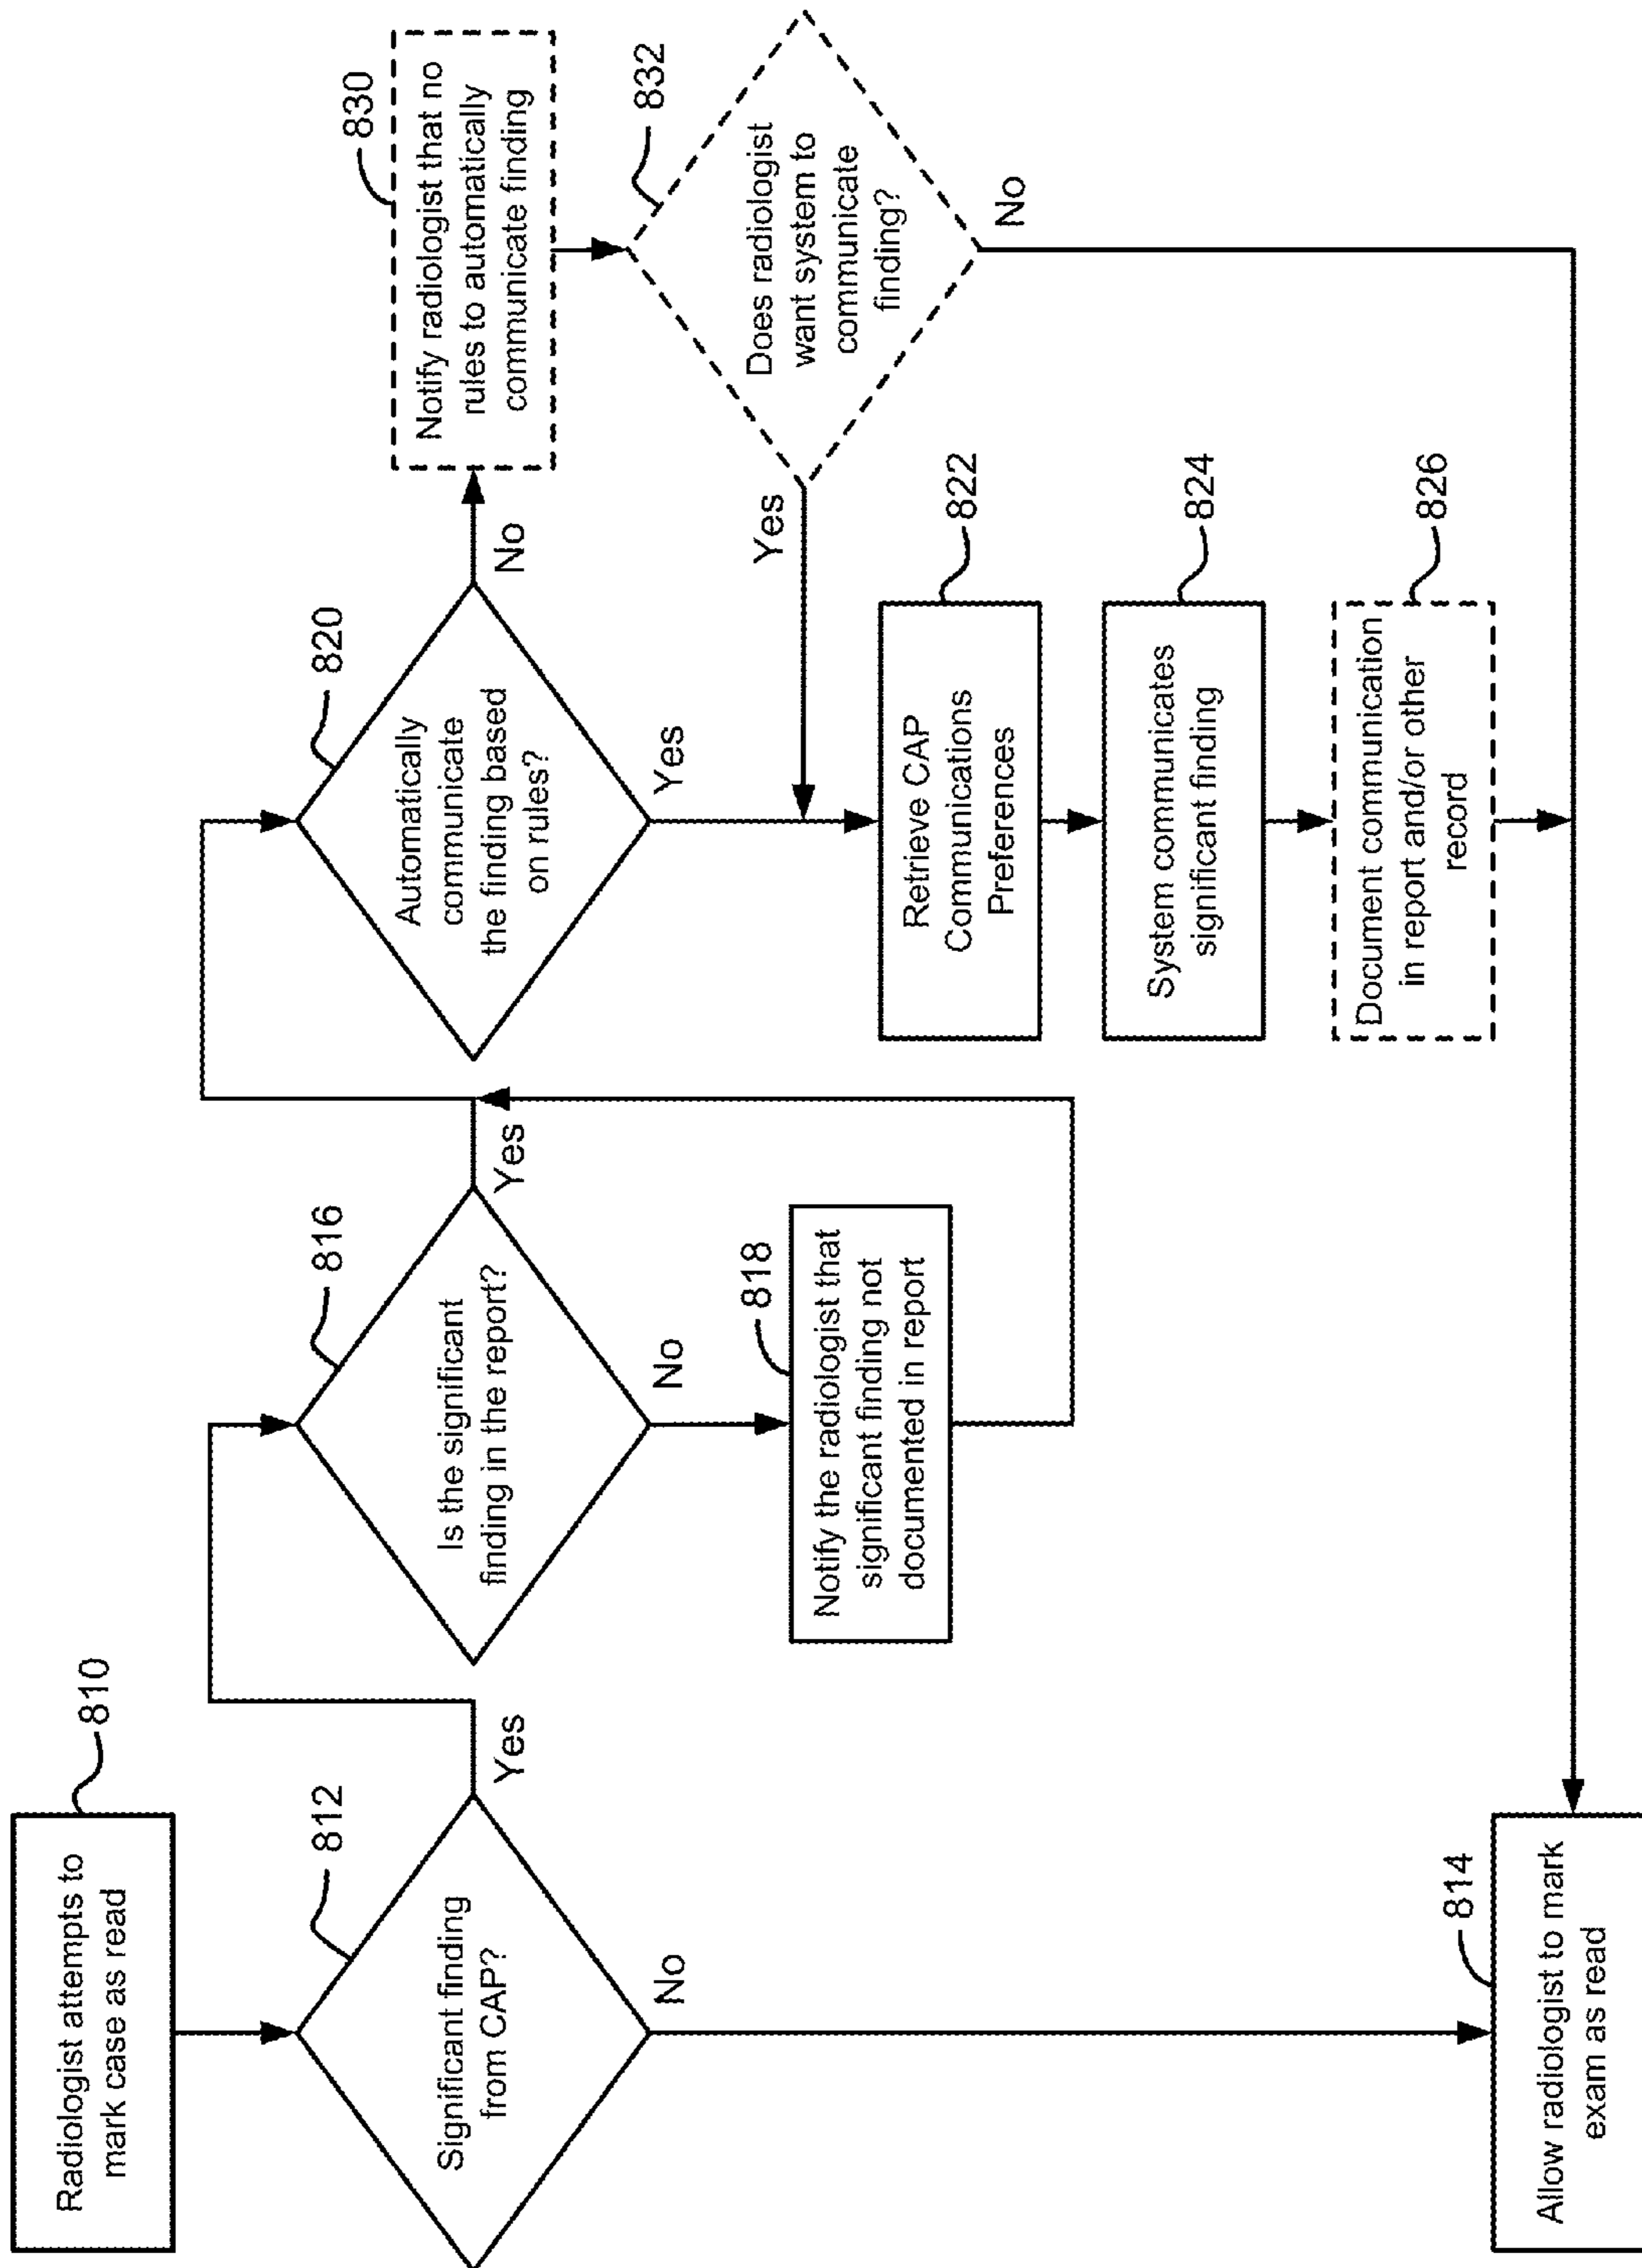 Radiologist attempts to
mark case as read
810
Significant finding
from CAP?
812
Yes
No
Allow radiologist to mark
exam as read
814
Is the significant
finding in the report?
816
Yes
No
Notify the radiologist that
significant finding not
documented in report
818
Automatically
communicate
the finding based
on rules?
820
No
Yes
Notify radiologist that no
rules to automatically
communicate finding
830
Does radiologist
want system to
communicate
finding?
832
Yes
No
Retrieve CAP
Communications
Preferences
822
System communicates
significant finding
824
Document communication
in report and/or other
record
826